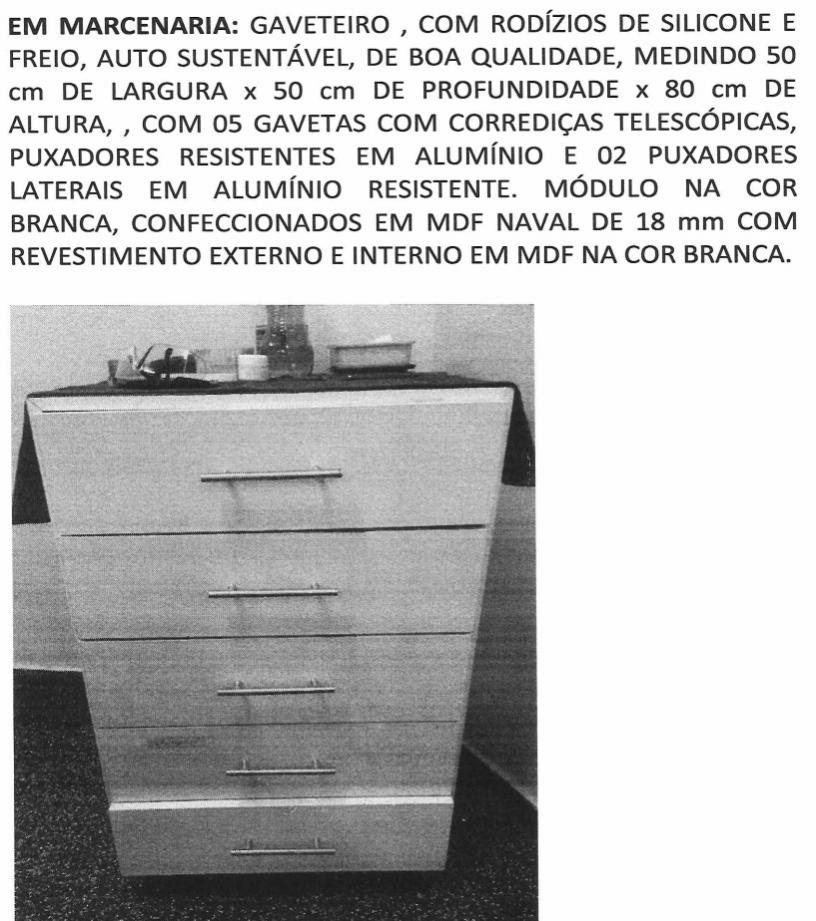 EM MARCENARIA: GAVETEIRO , COM RODÍZIOS DE SILICONE E
FREIO, AUTO SUSTENTÁVEL, DE BOA QUALIDADE, MEDINDO 50
cm DE LARGURA x 50 cm DE PROFUNDIDADE x 80 cm DE
ALTURA, , COM 05 GAVETAS COM CORREDIÇAS TELESCÓPICAS,
PUXADORES RESISTENTES EM ALUMÍNIO E 02 PUXADORES
LATERAIS EM ALUMÍNIO RESISTENTE. MÓDULO NA COR
BRANCA, CONFECCIONADOS EM MDF NAVAL DE 18 mm COM
REVESTIMENTO EXTERNO E INTERNO EM MDF NA COR BRANCA.